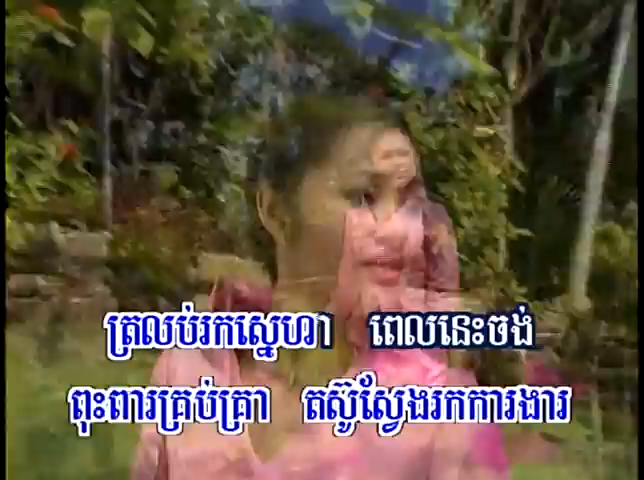 ត្រលប់រកស្នេហា ពេលនេះចង់
ពុះពារគ្រប់គ្រា តស៊ូស្វែងរកការងារ